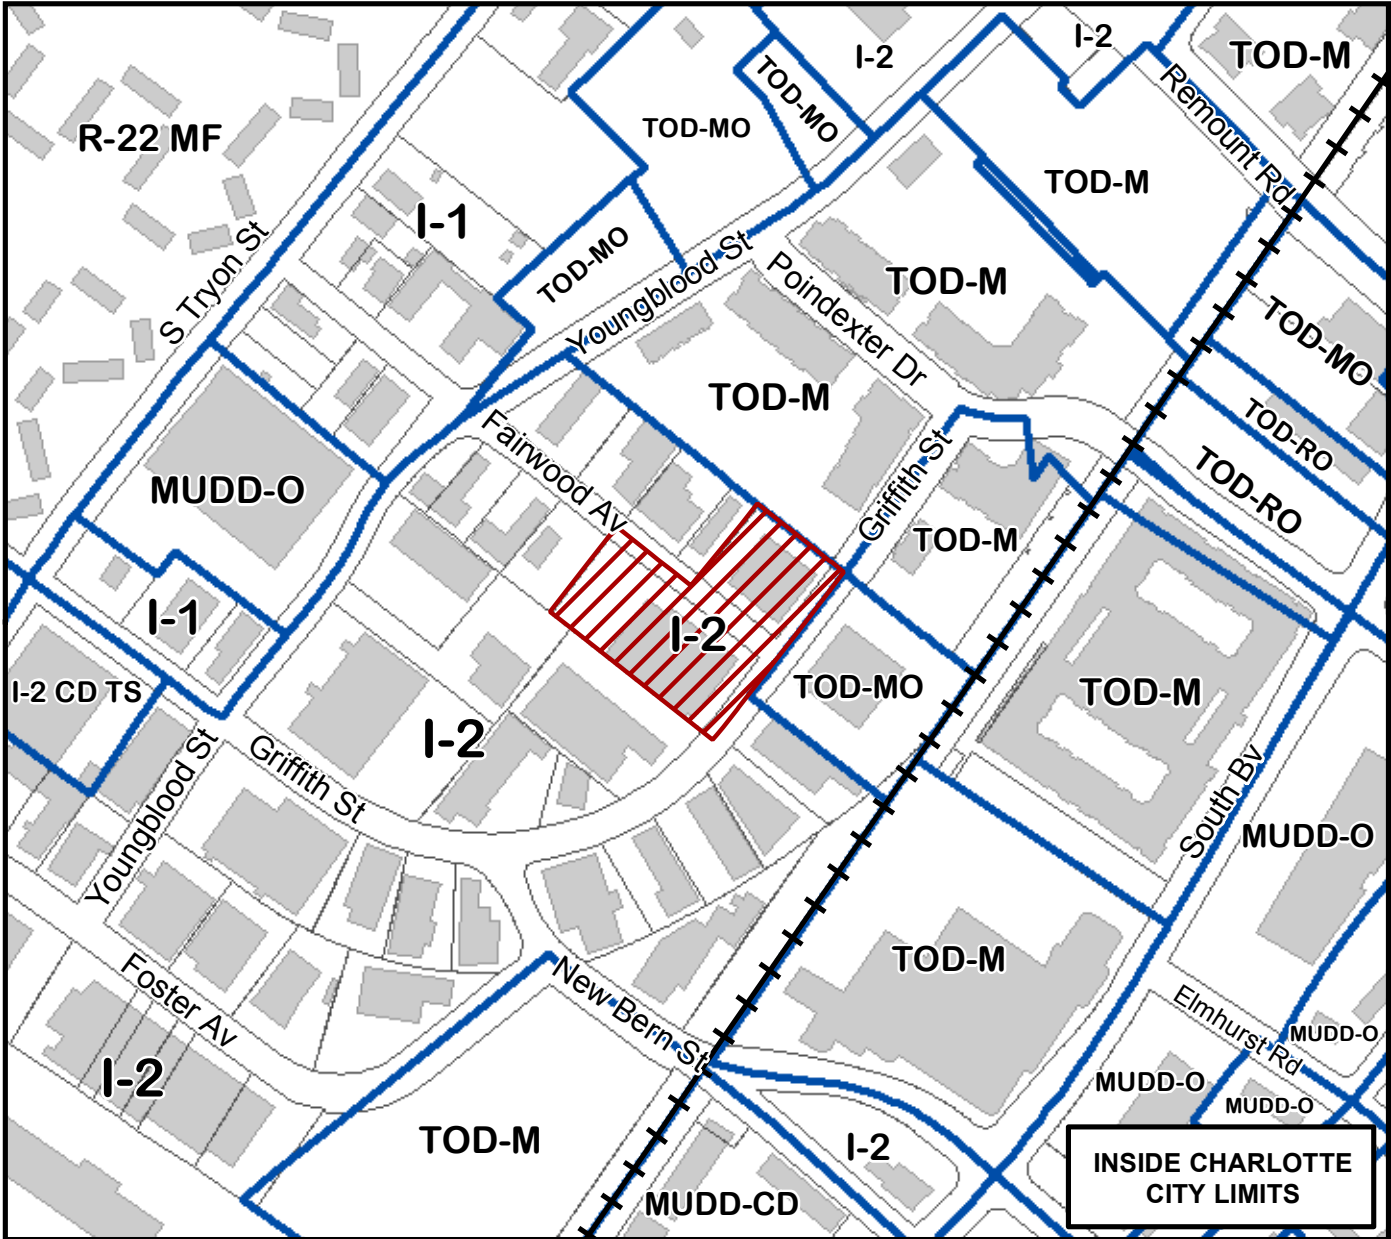 I-2
I-2
TOD-M
R-22 MF
TOD-MO
TOD-MO
Remount Rd
TOD-M
I-1
S Tryon St
TOD-MO
Youngblood St
Poindexter Dr
TOD-M
TOD-MO
TOD-M
TOD-RO
Fairwood Av
Griffith St
TOD-RO
MUDD-O
TOD-M
I-1
I-2
I-2 CD TS
TOD-MO
TOD-M
I-2
Youngblood St
Griffith St
South Bv
MUDD-O
TOD-M
Foster Av
New Bern St
Elmhurst Rd
MUDD-O
I-2
MUDD-O
MUDD-O
TOD-M
I-2
MUDD-CD
INSIDE CHARLOTTE
CITY LIMITS